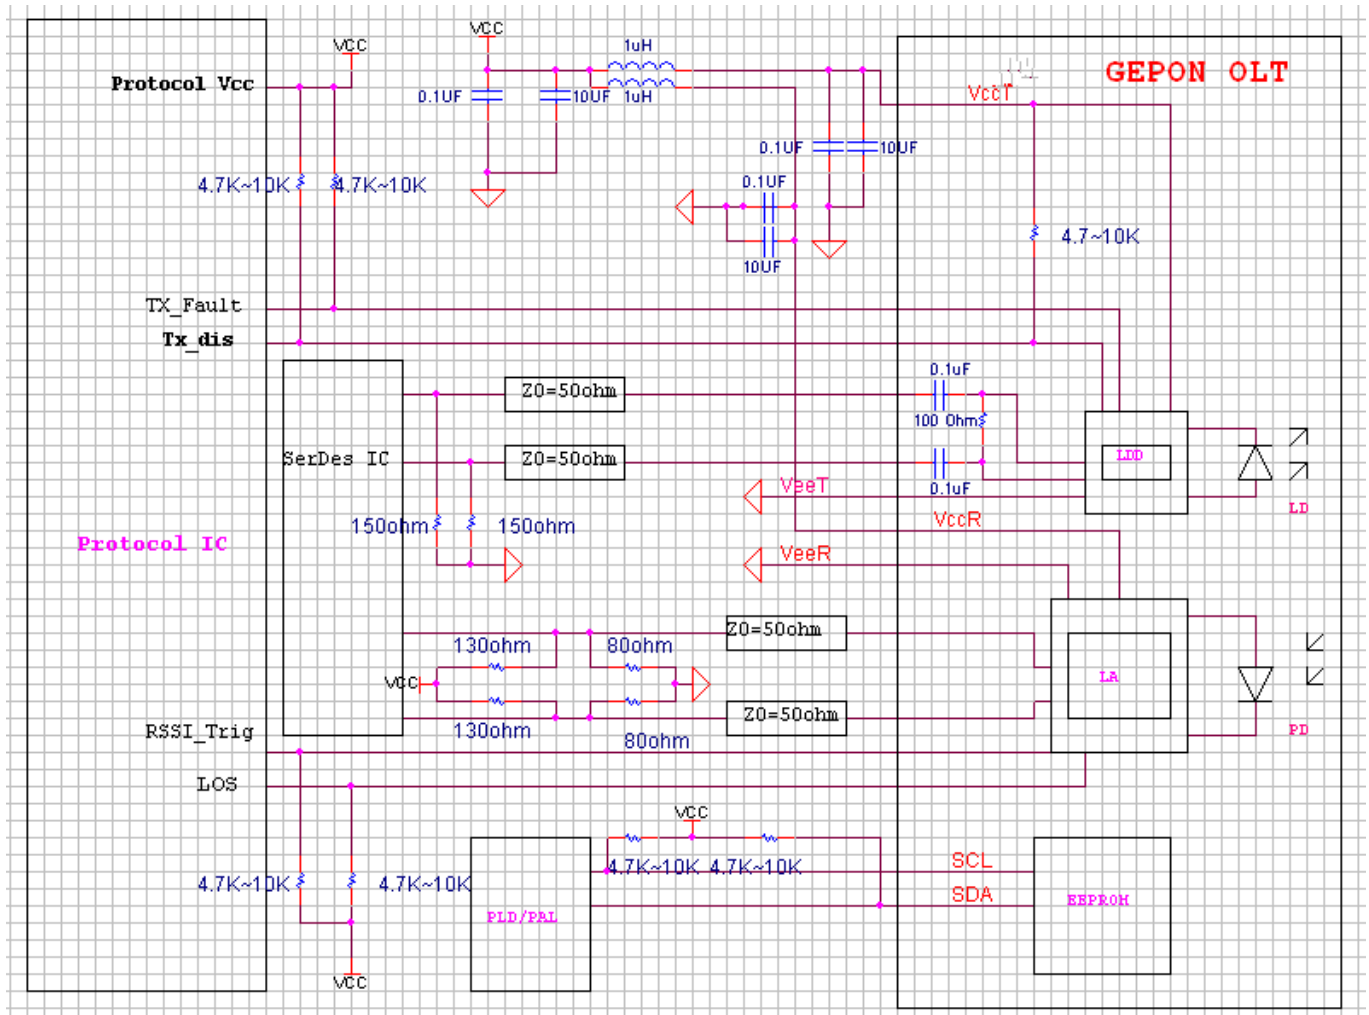 VCC
VCC
1uH
GEPON OLT
Protocol Vcc
0.1UF
10UF
1uH
VccT
0.1UF
10UF
4.7K~10K
4.7K~10K
0.1UF
4.7~10K
10UF
TX_Fault
Tx_dis
0.1uF
Z0=50ohm
100 Ohm
SerDes IC
Z0=50ohm
LDD
0.1uF
VeeT
LD
150ohm
150ohm
VccR
Protocol IC
VeeR
130ohm
80ohm
Z0=50ohm
VCC
LA
Z0=50ohm
RSSI_Trig
130ohm
80ohm
PD
LOS
VCC
4.7K~10K
4.7K~10K
SCL
4.7K~10K
4.7K~10K
SDA
EEPROM
PLD/PAL
VCC